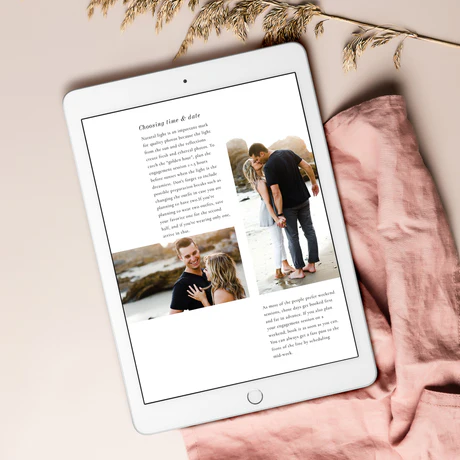 Choosing time & date
Natural light is an important work
for quality photos because the light
from the sun and the reflections
create fresh and ethereal photos. To
catch the "golden hour", plan the
engagement session 1-1.5 hours
before sunset when the light is the
dreamiest. Don't forget to include
possible preparation breaks such as
changing the outfit in case you are
planning to have two.If you're
planning to wear two outfits, save
your favorite one for the second
half, and if you're wearing only one,
arrive in that
As most of the people prefer weekend
sessions, those days get booked first
and far in advance. If you also plan
your engagement session on a
weekend, book it as soon as you can.
You can always get a fast pass to the
front of the line by scheduling
mid-week.